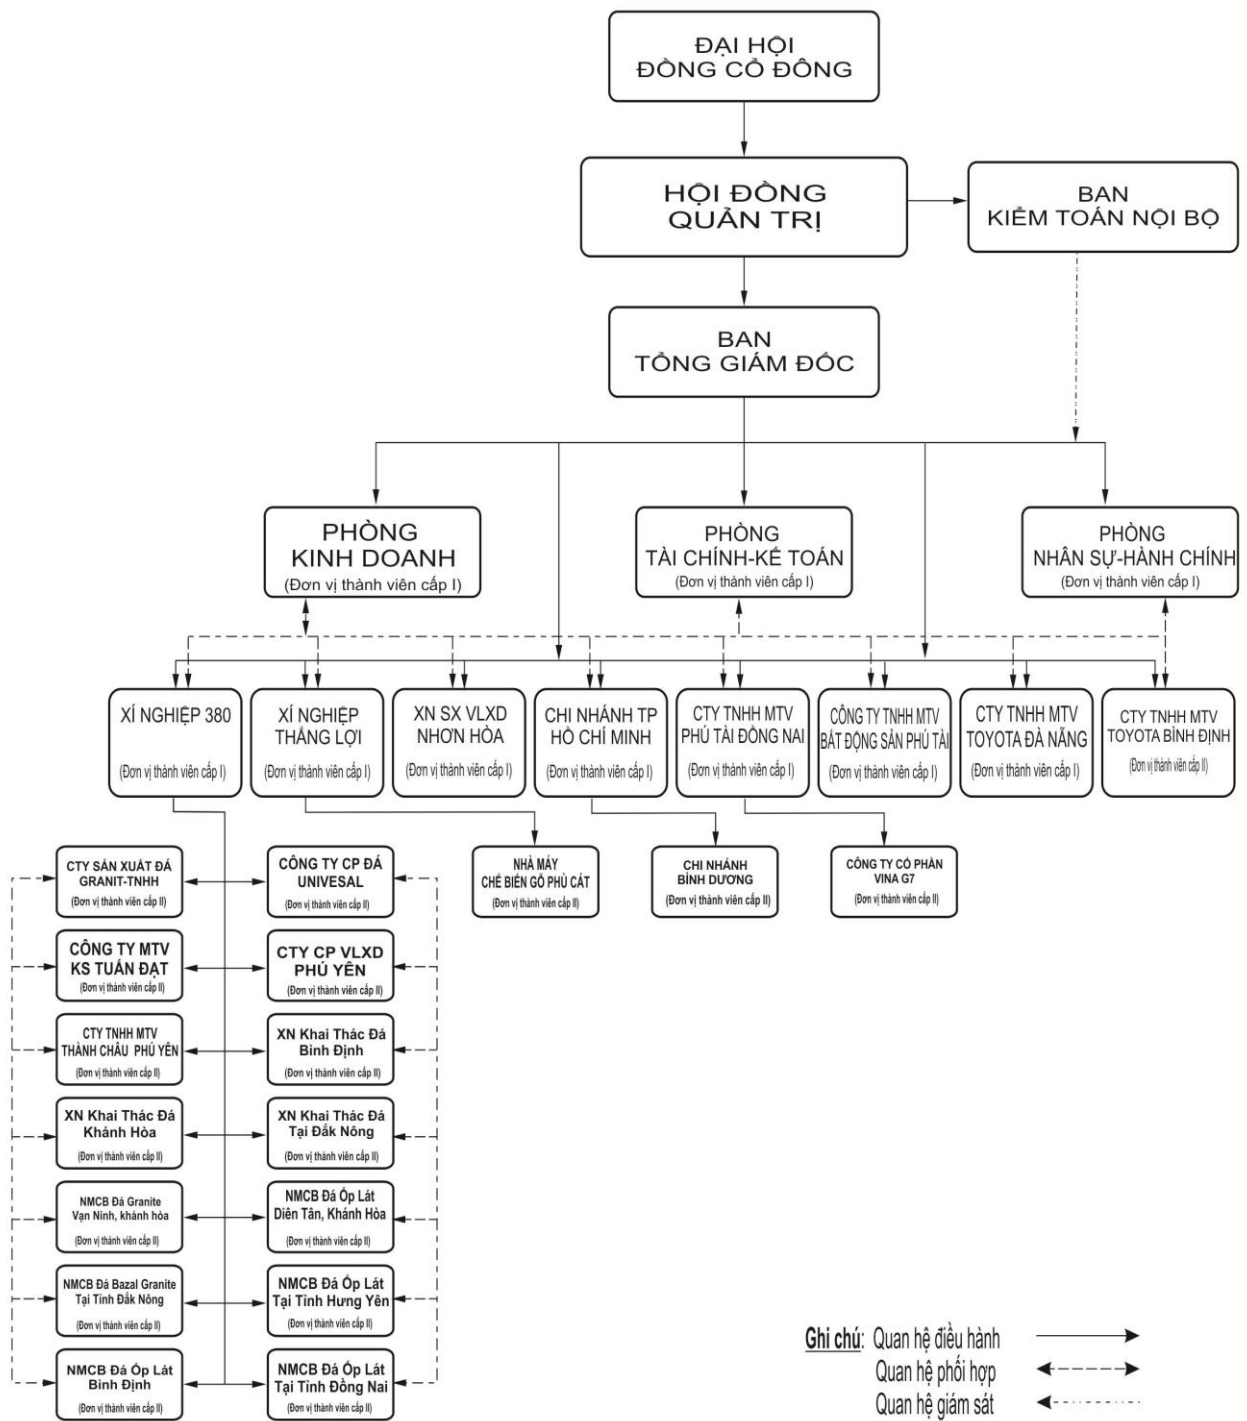 ĐẠI HỘI
ĐỒNG CỔ ĐÔNG
HỘI ĐỒNG
QUẢN TRỊ
BAN
KIỂM TOÁN NỘI BỘ
BAN
TỔNG GIÁM ĐỐC
PHÒNG
KINH DOANH
(Đơn vị thành viên cấp I)
PHÒNG
TÀI CHÍNH-KẾ TOÁN
(Đơn vị thành viên cấp I)
PHÒNG
NHÂN SỰ-HÀNH CHÍNH
(Đơn vị thành viên cấp I)
XÍ NGHIỆP 380
(Đơn vị thành viên cấp I)
XÍ NGHIỆP
THẮNG LỢI
(Đơn vị thành viên cấp I)
XN SX VLXD
NHƠN HÒA
(Đơn vị thành viên cấp I)
CHI NHÁNH TP
HỒ CHÍ MINH
(Đơn vị thành viên cấp I)
CTY TNHH MTV
PHÚ TÀI ĐỒNG NAI
(Đơn vị thành viên cấp I)
CÔNG TY TNHH MTV
BẤT ĐỘNG SẢN PHÚ TÀI
(Đơn vị thành viên cấp I)
CTY TNHH MTV
TOYOTA ĐÀ NẴNG
(Đơn vị thành viên cấp I)
CTY TNHH MTV
TOYOTA BÌNH ĐỊNH
(Đơn vị thành viên cấp II)
NHÀ MÁY
CHẾ BIẾN GỖ PHÙ CÁT
(Đơn vị thành viên cấp II)
CHI NHÁNH
BÌNH DƯƠNG
(Đơn vị thành viên cấp II)
CÔNG TY CỔ PHẦN
VINA G7
(Đơn vị thành viên cấp II)
CTY SẢN XUẤT ĐÁ
GRANIT-TNHH
(Đơn vị thành viên cấp II)
CÔNG TY CP ĐÁ
UNIVESAL
(Đơn vị thành viên cấp II)
CÔNG TY MTV
KS TUẤN ĐẠT
(Đơn vị thành viên cấp II)
CTY CP VLXD
PHÚ YÊN
(Đơn vị thành viên cấp II)
CTY TNHH MTV
THÀNH CHÂU PHÚ YÊN
(Đơn vị thành viên cấp II)
XN Khai Thác Đá
Bình Định
(Đơn vị thành viên cấp II)
XN Khai Thác Đá
Khánh Hòa
(Đơn vị thành viên cấp II)
XN Khai Thác Đá
Tại Đắk Nông
(Đơn vị thành viên cấp II)
NMCB Đá Granite
Vạn Ninh, khánh hòa
(Đơn vị thành viên cấp II)
NMCB Đá Ốp Lát
Diên Tân, Khánh Hòa
(Đơn vị thành viên cấp II)
NMCB Đá Bazal Granite
Tại Tỉnh Đắk Nông
(Đơn vị thành viên cấp II)
NMCB Đá Ốp Lát
Tại Tỉnh Hưng Yên
(Đơn vị thành viên cấp II)
NMCB Đá Ốp Lát
Bình Định
(Đơn vị thành viên cấp II)
NMCB Đá Ốp Lát
Tại Tỉnh Đồng Nai
(Đơn vị thành viên cấp II)
Ghi chú: Quan hệ điều hành
Quan hệ phối hợp
Quan hệ giám sát